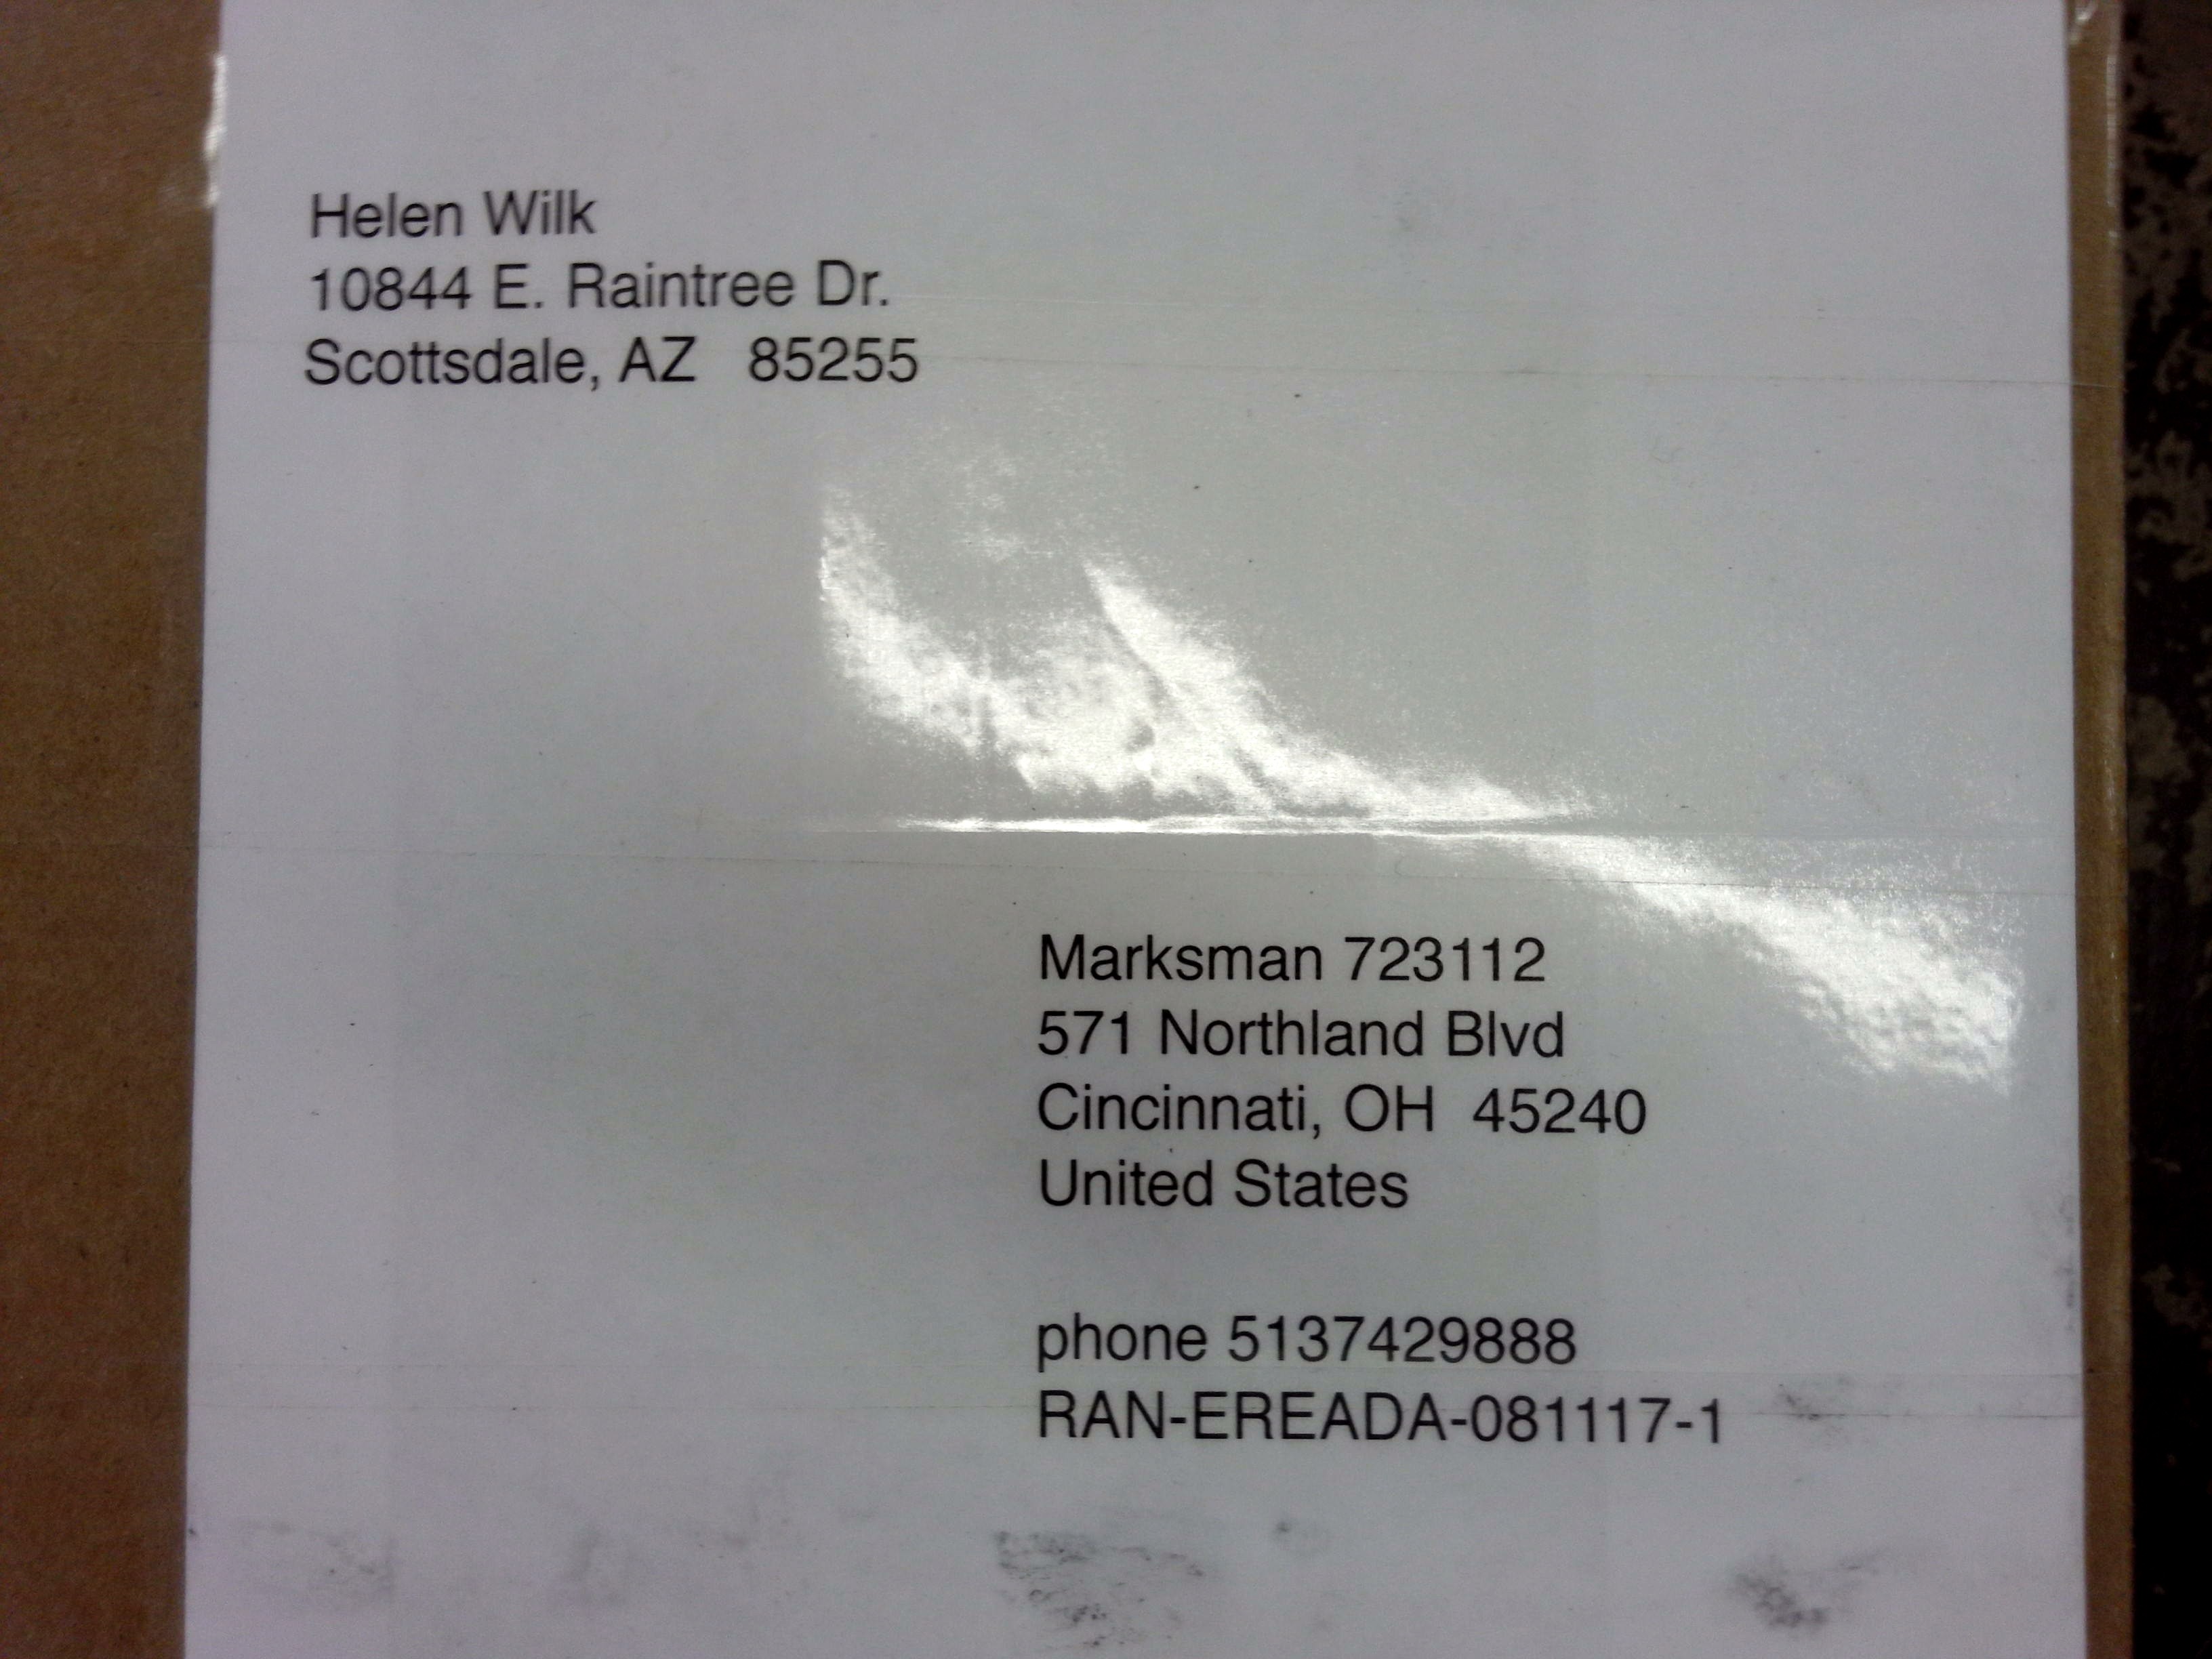 Helen Wilk
10844 E. Raintree Dr.
Scottsdale, AZ   85255
Marksman 723112
571 Northland Blvd
Cincinnati, OH  45240
United States
phone 5137429888
RAN-EREADA-081117-1